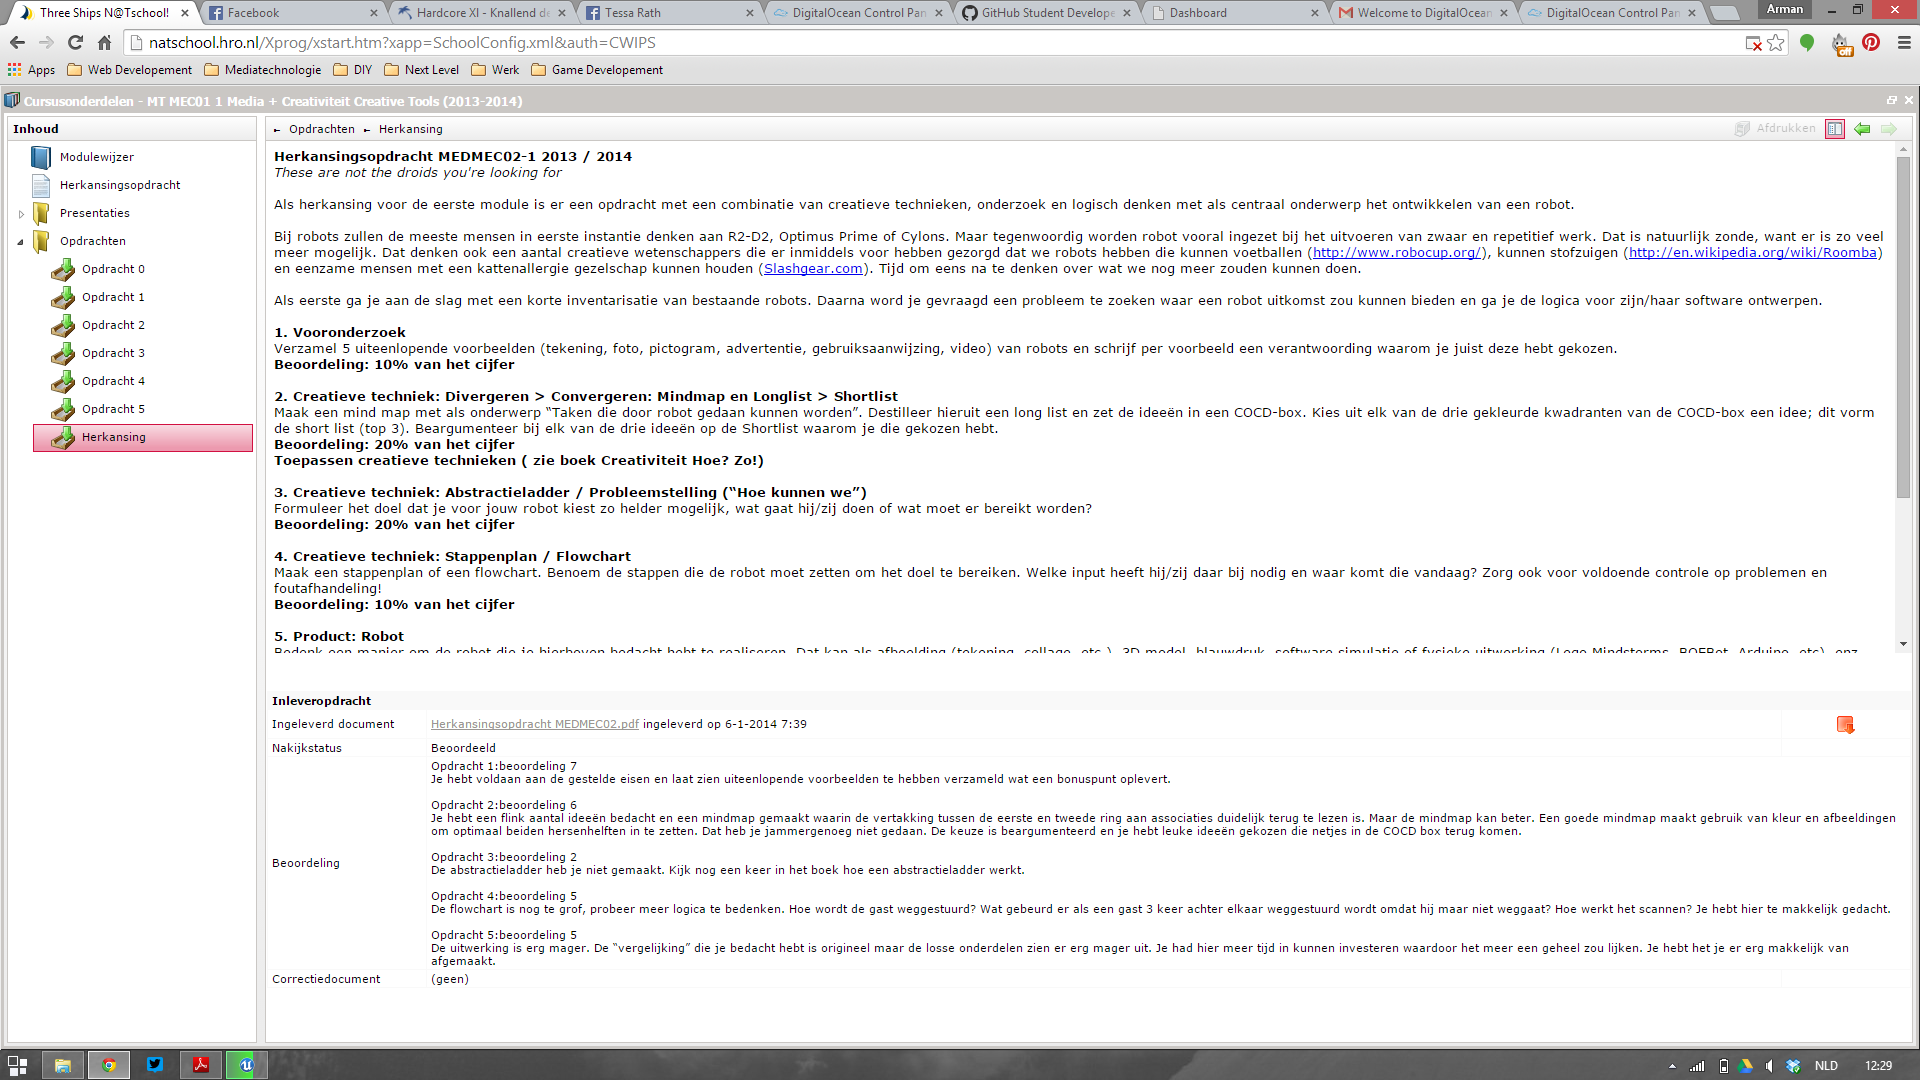 Three Ships N@Tschool!
Facebook
Hardcore XI - Knallend de
Tessa Rath
DigitalOcean Control Pan
GitHub Student Develope
Dashboard
Welcome to DigitalOcean
DigitalOcean Control Pan
Arman
natschool.hro.nl/Xprog/xstart.htm?xapp=SchoolConfig.xml&auth=CWIPS
off
Apps
Web Developement
Mediatechnologie
DIY
Next Level
Werk
Game Developement
Cursusonderdelen - MT MEC01 1 Media + Creativiteit Creative Tools (2013-2014)
Inhoud
Modulewijzer
Herkansingsopdracht
Presentaties
Opdrachten
Opdracht 0
Opdracht 1
Opdracht 2
Opdracht 3
Opdracht 4
Opdracht 5
Herkansing
← Opdrachten ← Herkansing
Afdrukken
Herkansingsopdracht MEDMEC02-1 2013 / 2014
These are not the droids you're looking for
Als herkansing voor de eerste module is er een opdracht met een combinatie van creatieve technieken, onderzoek en logisch denken met als centraal onderwerp het ontwikkelen van een robot.
Bij robots zullen de meeste mensen in eerste instantie denken aan R2-D2, Optimus Prime of Cylons. Maar tegenwoordig worden robot vooral ingezet bij het uitvoeren van zwaar en repetitief werk. Dat is natuurlijk zonde, want er is zo veel
meer mogelijk. Dat denken ook een aantal creatieve wetenschappers die er inmiddels voor hebben gezorgd dat we robots hebben die kunnen voetballen (http://www.robocup.org/), kunnen stofzuigen (http://en.wikipedia.org/wiki/Roomba)
en eenzame mensen met een kattenallergie gezelschap kunnen houden (Slashgear.com). Tijd om eens na te denken over wat we nog meer zouden kunnen doen.
Als eerste ga je aan de slag met een korte inventarisatie van bestaande robots. Daarna word je gevraagd een probleem te zoeken waar een robot uitkomst zou kunnen bieden en ga je de logica voor zijn/haar software ontwerpen.
1. Vooronderzoek
Verzamel 5 uiteenlopende voorbeelden (tekening, foto, pictogram, advertentie, gebruiksaanwijzing, video) van robots en schrijf per voorbeeld een verantwoording waarom je juist deze hebt gekozen.
Beoordeling: 10% van het cijfer
2. Creatieve techniek: Divergeren > Convergeren: Mindmap en Longlist > Shortlist
Maak een mind map met als onderwerp “Taken die door robot gedaan kunnen worden”. Destilleer hieruit een long list en zet de ideeën in een COCD-box. Kies uit elk van de drie gekleurde kwadranten van de COCD-box een idee; dit vorm
de short list (top 3). Beargumenteer bij elk van de drie ideeën op de Shortlist waarom je die gekozen hebt.
Beoordeling: 20% van het cijfer
Toepassen creatieve technieken ( zie boek Creativiteit Hoe? Zo!)
3. Creatieve techniek: Abstractieladder / Probleemstelling (“Hoe kunnen we”)
Formuleer het doel dat je voor jouw robot kiest zo helder mogelijk, wat gaat hij/zij doen of wat moet er bereikt worden?
Beoordeling: 20% van het cijfer
4. Creatieve techniek: Stappenplan / Flowchart
Maak een stappenplan of een flowchart. Benoem de stappen die de robot moet zetten om het doel te bereiken. Welke input heeft hij/zij daar bij nodig en waar komt die vandaag? Zorg ook voor voldoende controle op problemen en
foutafhandeling!
Beoordeling: 10% van het cijfer
5. Product: Robot
Bedenk een manier om de robot die je hierboven bedacht hebt te realiseren. Dat kan als afbeelding (tekening, collage, etc.), 3D model, blauwdruk, software simulatie of fysieke uitwerking (Lego Mindstorms, BOEBot, Arduino, etc), enz.
Inleveropdracht
Ingeleverd document
Herkansingsopdracht MEDMEC02.pdf ingeleverd op 6-1-2014 7:39
Nakijkstatus
Beoordeeld
Beoordeling
Opdracht 1:beoordeling 7
Je hebt voldaan aan de gestelde eisen en laat zien uiteenlopende voorbeelden te hebben verzameld wat een bonuspunt oplevert.
Opdracht 2:beoordeling 6
Je hebt een flink aantal ideeën bedacht en een mindmap gemaakt waarin de vertakking tussen de eerste en tweede ring aan associaties duidelijk terug te lezen is. Maar de mindmap kan beter. Een goede mindmap maakt gebruik van kleur en afbeeldingen
om optimaal beiden hersenhelften in te zetten. Dat heb je jammergenoeg niet gedaan. De keuze is beargumenteerd en je hebt leuke ideeën gekozen die netjes in de COCD box terug komen.
Opdracht 3:beoordeling 2
De abstractieladder heb je niet gemaakt. Kijk nog een keer in het boek hoe een abstractieladder werkt.
Opdracht 4:beoordeling 5
De flowchart is nog te grof, probeer meer logica te bedenken. Hoe wordt de gast weggestuurd? Wat gebeurd er als een gast 3 keer achter elkaar weggestuurd wordt omdat hij maar niet weggaat? Hoe werkt het scannen? Je hebt hier te makkelijk gedacht.
Opdracht 5:beoordeling 5
De uitwerking is erg mager. De “vergelijking” die je bedacht hebt is origineel maar de losse onderdelen zien er erg mager uit. Je had hier meer tijd in kunnen investeren waardoor het meer een geheel zou lijken. Je hebt het je er erg makkelijk van
afgemaakt.
Correctiedocument
(geen)
NLD
12:29